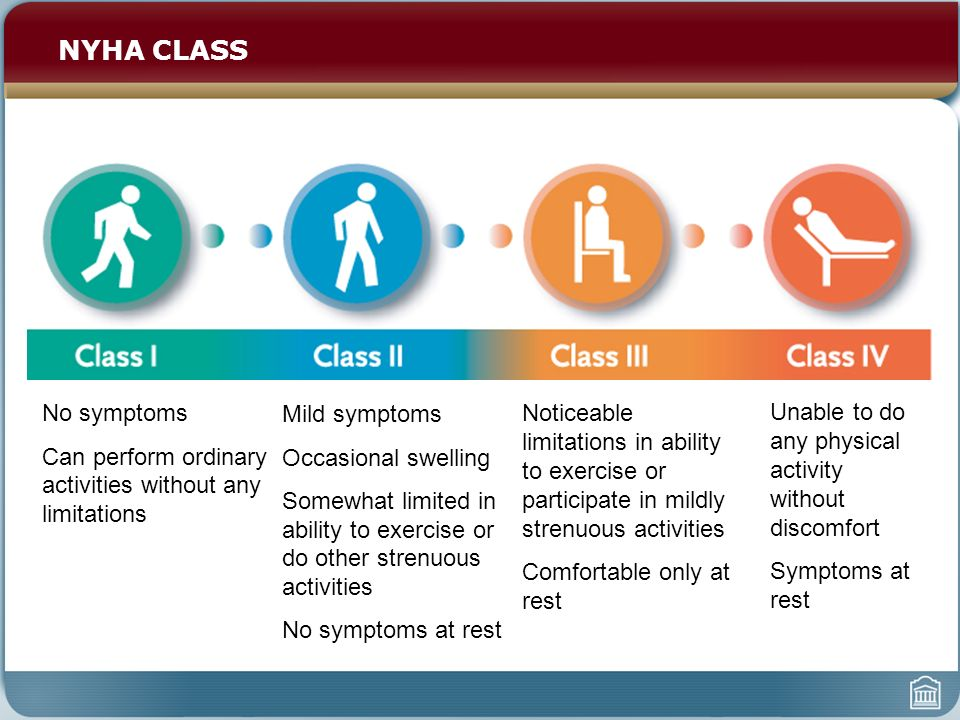 NYHA CLASS
Class I
Class II
Class III
Class IV
No symptoms
Can perform ordinary
activities without any
limitations
Mild symptoms
Occasional swelling
Somewhat limited in
ability to exercise or
do other strenuous
activities
No symptoms at rest
Noticeable
limitations in ability
to exercise or
participate in mildly
strenuous activities
Comfortable only at
rest
Unable to do
any physical
activity
without
discomfort
Symptoms at
rest